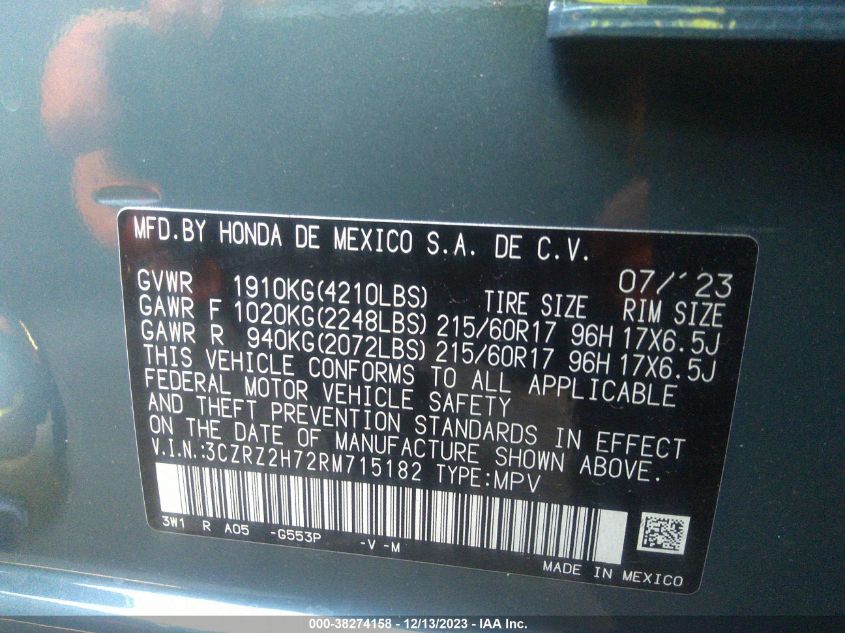 MFD.BY HONDA DE MEXICO S.A. DE C.V.
07/'23
GVWR 1910KG(4210LBS) TIRE SIZE RIM SIZE
GAWR F 1020KG(2248LBS) 215/60R17 96H 17X6.5J
GAWR R 940KG(2072LBS) 215/60R17 96H 17X6.5J
THIS VEHICLE CONFORMS TO ALL APPLICABLE
FEDERAL MOTOR VEHICLE SAFETY
AND THEFT PREVENTION STANDARDS IN EFFECT
ON THE DATE OF MANUFACTURE SHOWN ABOVE.
V.I.N.:3CZRZ2H72RM715182 TYPE:MPV
3W1 R A05 -G553P -V -M
MADE IN MEXICO
000-38274158 - 12/13/2023 - IAA Inc.